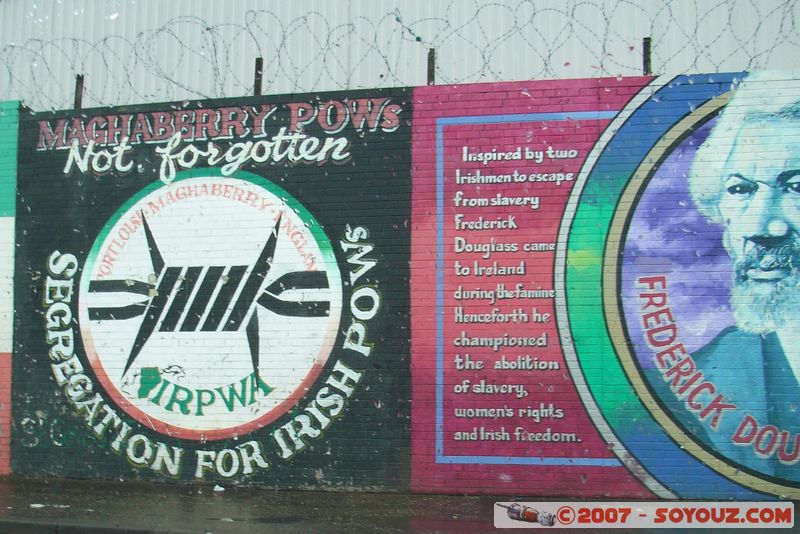 MAGHABERRY POWs
Not forgotten
PORTLOISE MAGHABERRY ENGLAND
IRPWA
SEGREGATION FOR IRISH POWs
Inspired by two
Irishmen to escape
from slavery
Frederick
Douglass came
to Ireland
during the famine
Henceforth he
championed
the abolition
of slavery,
women's rights
and Irish freedom.
FREDERICK DOU
©2007 - SOYOUZ.COM